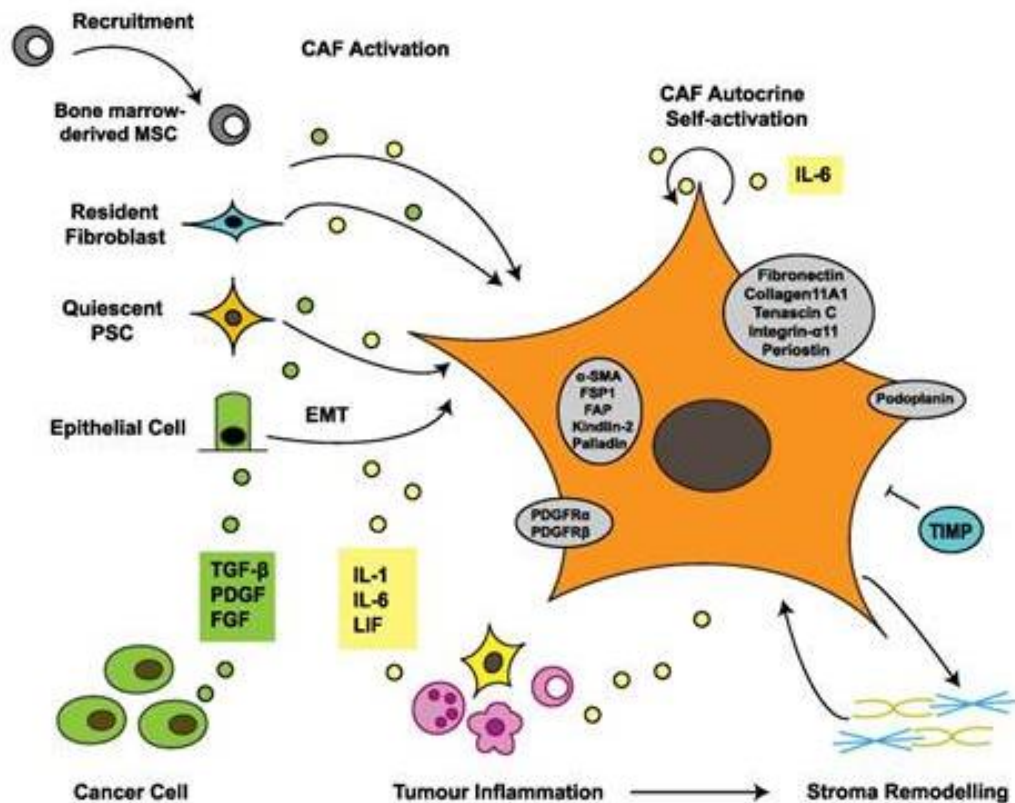 Recruitment
CAF Activation
Bone marrow-
derived MSC
CAF Autocrine
Self-activation
IL-6
Resident
Fibroblast
Quiescent
PSC
Epithelial Cell
EMT
Fibronectin
Collagen11A1
Tenascin C
Integrin-α11
Periostin
α-SMA
FSP1
FAP
Kindlin-2
Palladin
Podoplanin
PDGFRα
PDGFRβ
TIMP
TGF-β
PDGF
FGF
IL-1
IL-6
LIF
Cancer Cell
Tumour Inflammation
Stroma Remodelling